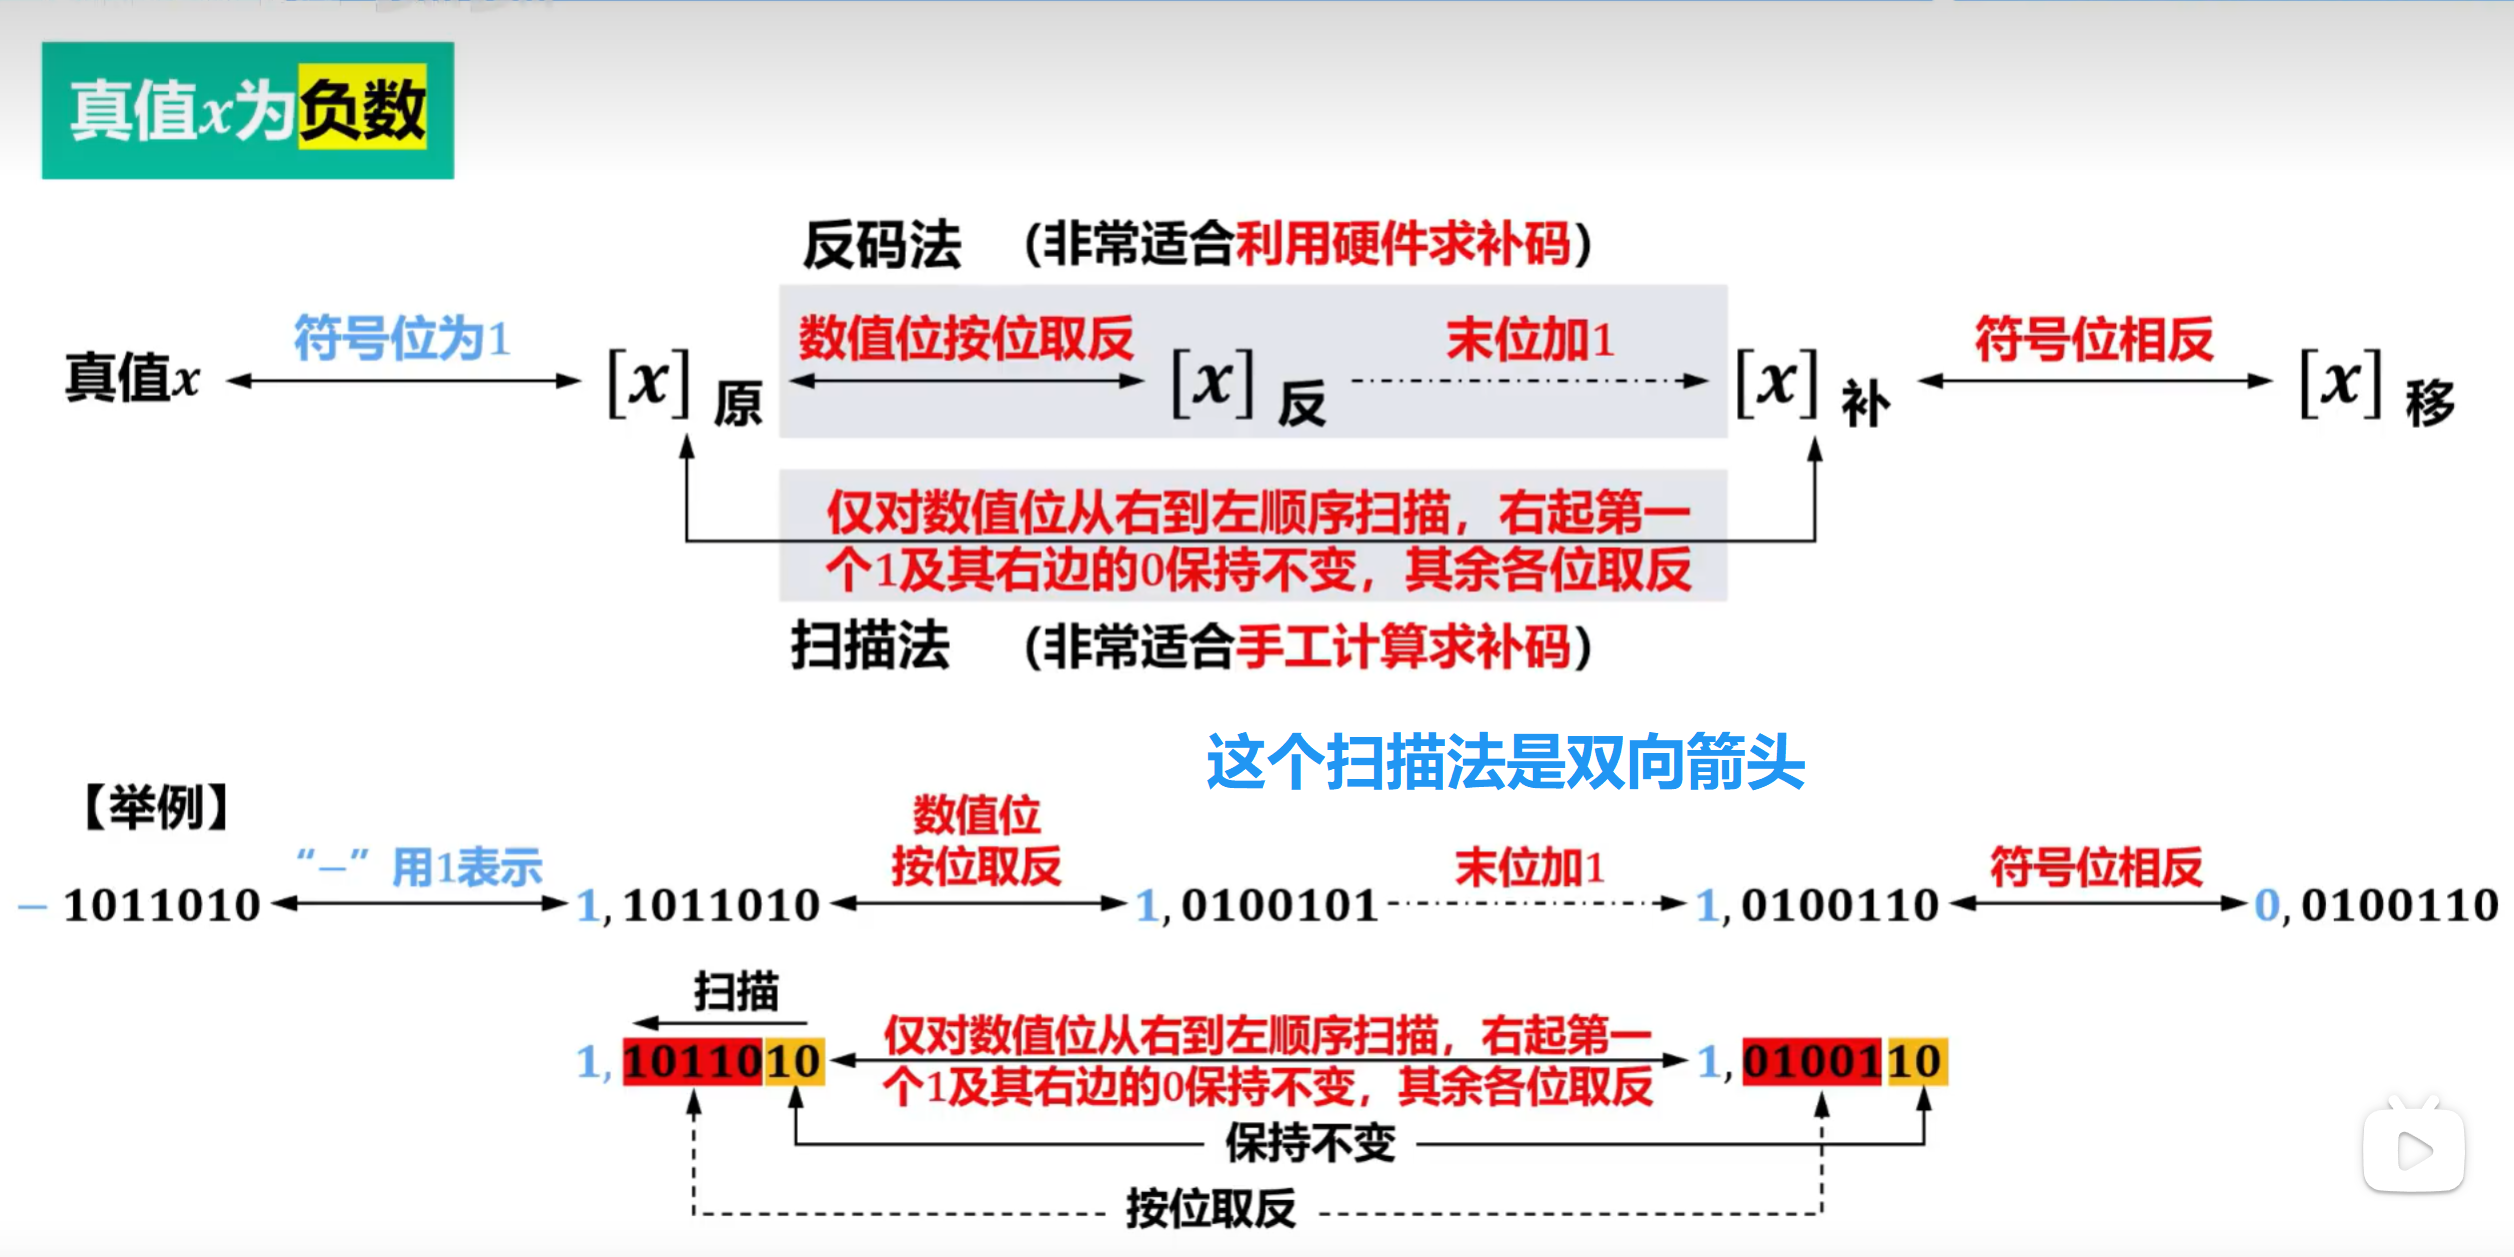 真值x为负数
反码法 (非常适合利用硬件求补码)
真值x 符号位为1 [x]原 数值位按位取反 [x]反 末位加1 [x]补 符号位相反 [x]移
仅对数值位从右到左顺序扫描，右起第一
个1及其右边的0保持不变，其余各位取反
扫描法 (非常适合手工计算求补码)
这个扫描法是双向箭头
【举例】
“−”用1表示
数值位
按位取反
末位加1
符号位相反
− 1011010 1, 1011010 1, 0100101 1, 0100110 0, 0100110
扫描
仅对数值位从右到左顺序扫描，右起第一
个1及其右边的0保持不变，其余各位取反
1, 1011010 1, 0100110
保持不变
按位取反